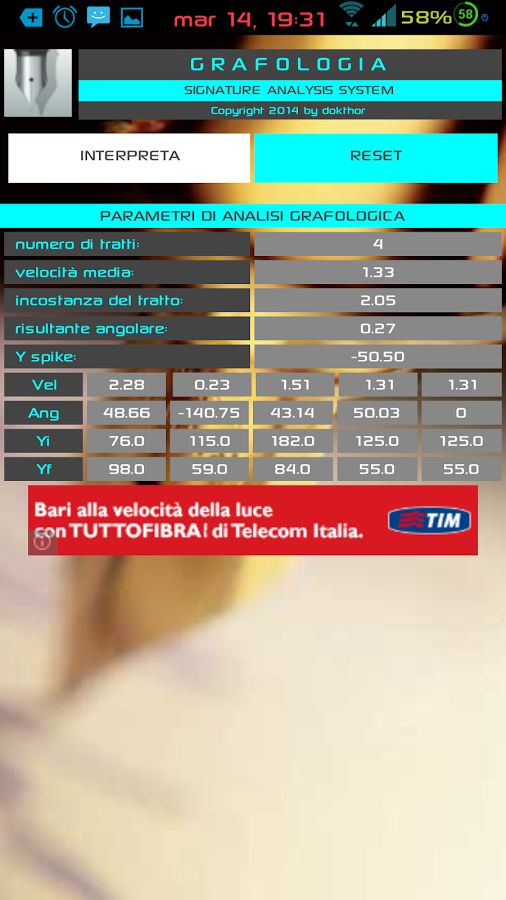 mar 14, 19:31 58% 58
GRAFOLOGIA
SIGNATURE ANALYSIS SYSTEM
Copyright 2014 by dokthor
INTERPRETA RESET
PARAMETRI DI ANALISI GRAFOLOGICA
numero di tratti: 4
velocità media: 1.33
incostanza del tratto: 2.05
risultante angolare: 0.27
Y spike: -50.50
Vel 2.28 0.23 1.51 1.31 1.31
Ang 48.66 -140.75 43.14 50.03 0
Yi 76.0 115.0 182.0 125.0 125.0
Yf 98.0 59.0 84.0 55.0 55.0
Bari alla velocità della luce
con TUTTOFIBRA! di Telecom Italia.
TIM